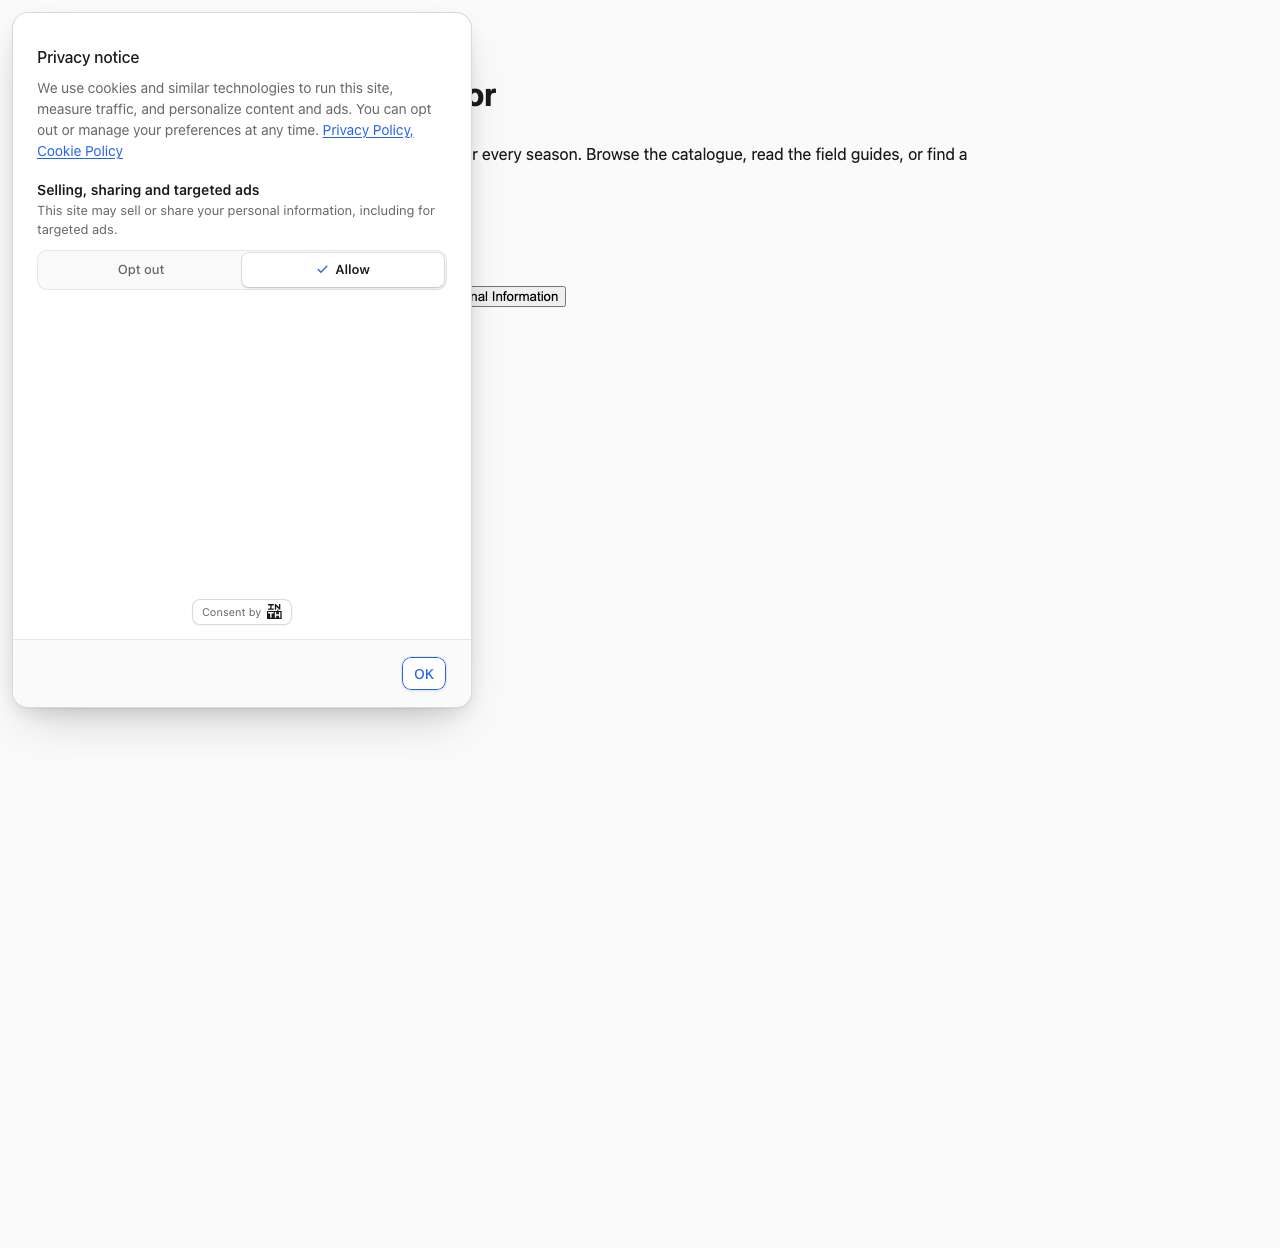 Privacy notice
We use cookies and similar technologies to run this site,
measure traffic, and personalize content and ads. You can opt
out or manage your preferences at any time. Privacy Policy,
Cookie Policy
Selling, sharing and targeted ads
This site may sell or share your personal information, including for
targeted ads.
Opt out
Allow
Consent by INTH
OK
or
r every season. Browse the catalogue, read the field guides, or find a
nal Information